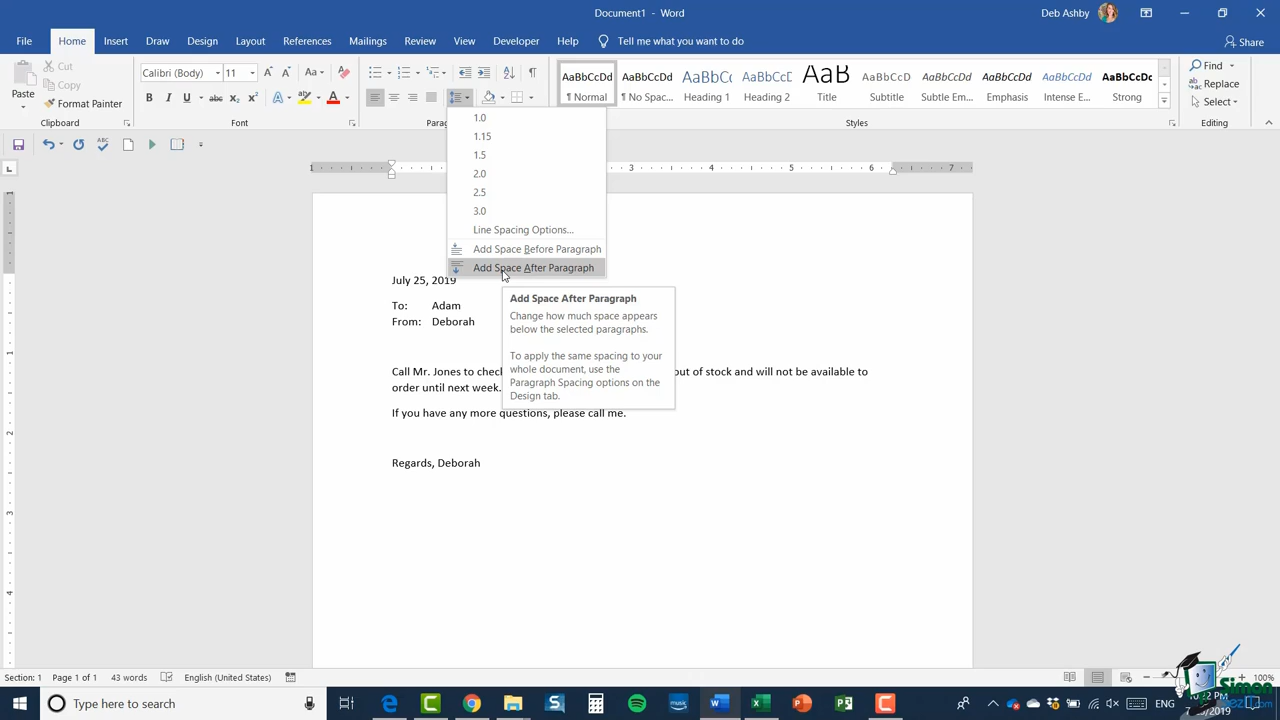 Document1 - Word
Deb Ashby
File Home Insert Draw Design Layout References Mailings Review View Developer Help Tell me what you want to do
Share
Paste
Cut
Copy
Format Painter
Clipboard
Calibri (Body) 11
Font
AaBbCcDd AaBbCcDd AaBbCc AaBbCcC AaB AaBbCcDd AaBbCcDd AaBbCcDd AaBbCcDd AaBbCcDc
¶ Normal ¶ No Spac... Heading 1 Heading 2 Title Subtitle Subtle Em... Emphasis Intense E... Strong
Styles
Find
Replace
Select
Editing
1.0
1.15
1.5
2.0
2.5
3.0
Line Spacing Options...
Add Space Before Paragraph
Add Space After Paragraph
Add Space After Paragraph
Change how much space appears
below the selected paragraphs.
To apply the same spacing to your
whole document, use the
Paragraph Spacing options on the
Design tab.
July 25, 2019
To: Adam
From: Deborah
Call Mr. Jones to chec out of stock and will not be available to
order until next week.
If you have any more questions, please call me.
Regards, Deborah
Section: 1 Page 1 of 1 43 words English (United States)
100%
Type here to search
Simon